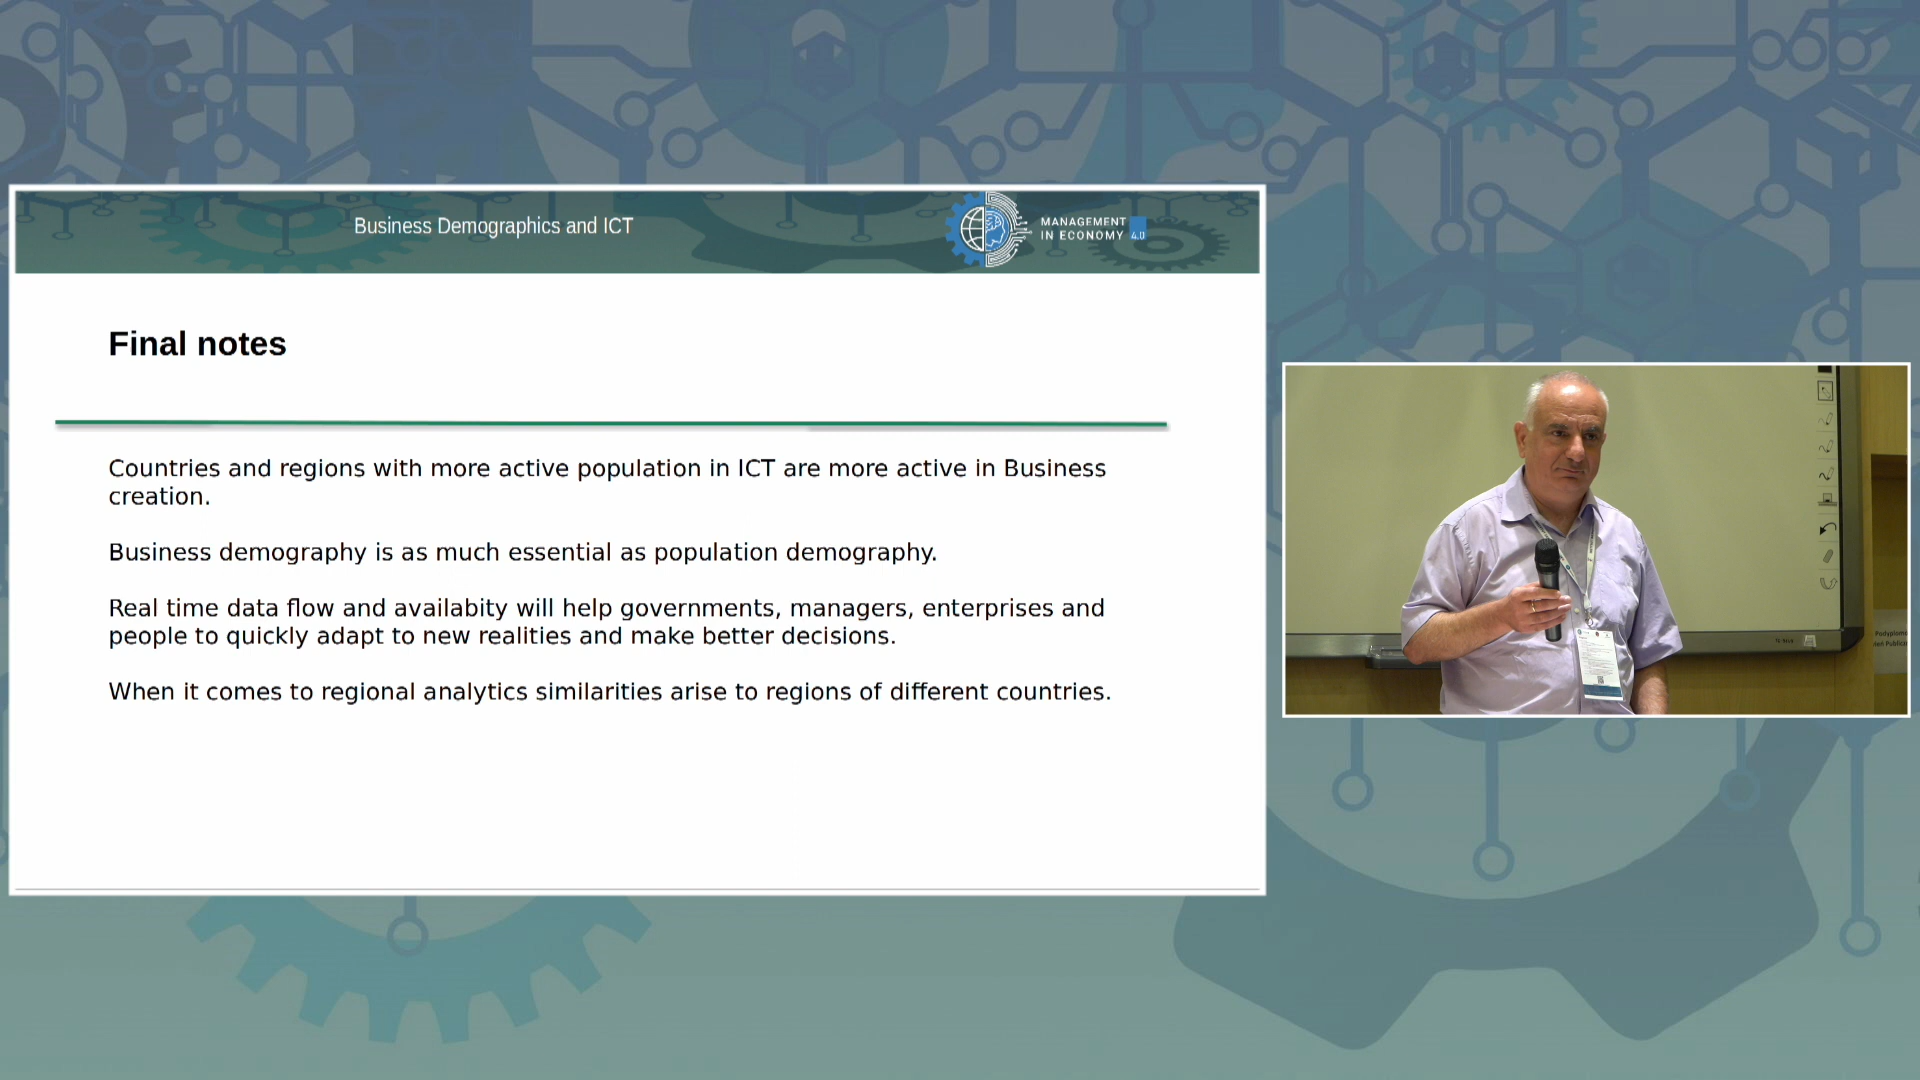 Business Demographics and ICT
MANAGEMENT
IN ECONOMY 4.0
Final notes
Countries and regions with more active population in ICT are more active in Business
creation.
Business demography is as much essential as population demography.
Real time data flow and availabity will help governments, managers, enterprises and
people to quickly adapt to new realities and make better decisions.
When it comes to regional analytics similarities arise to regions of different countries.